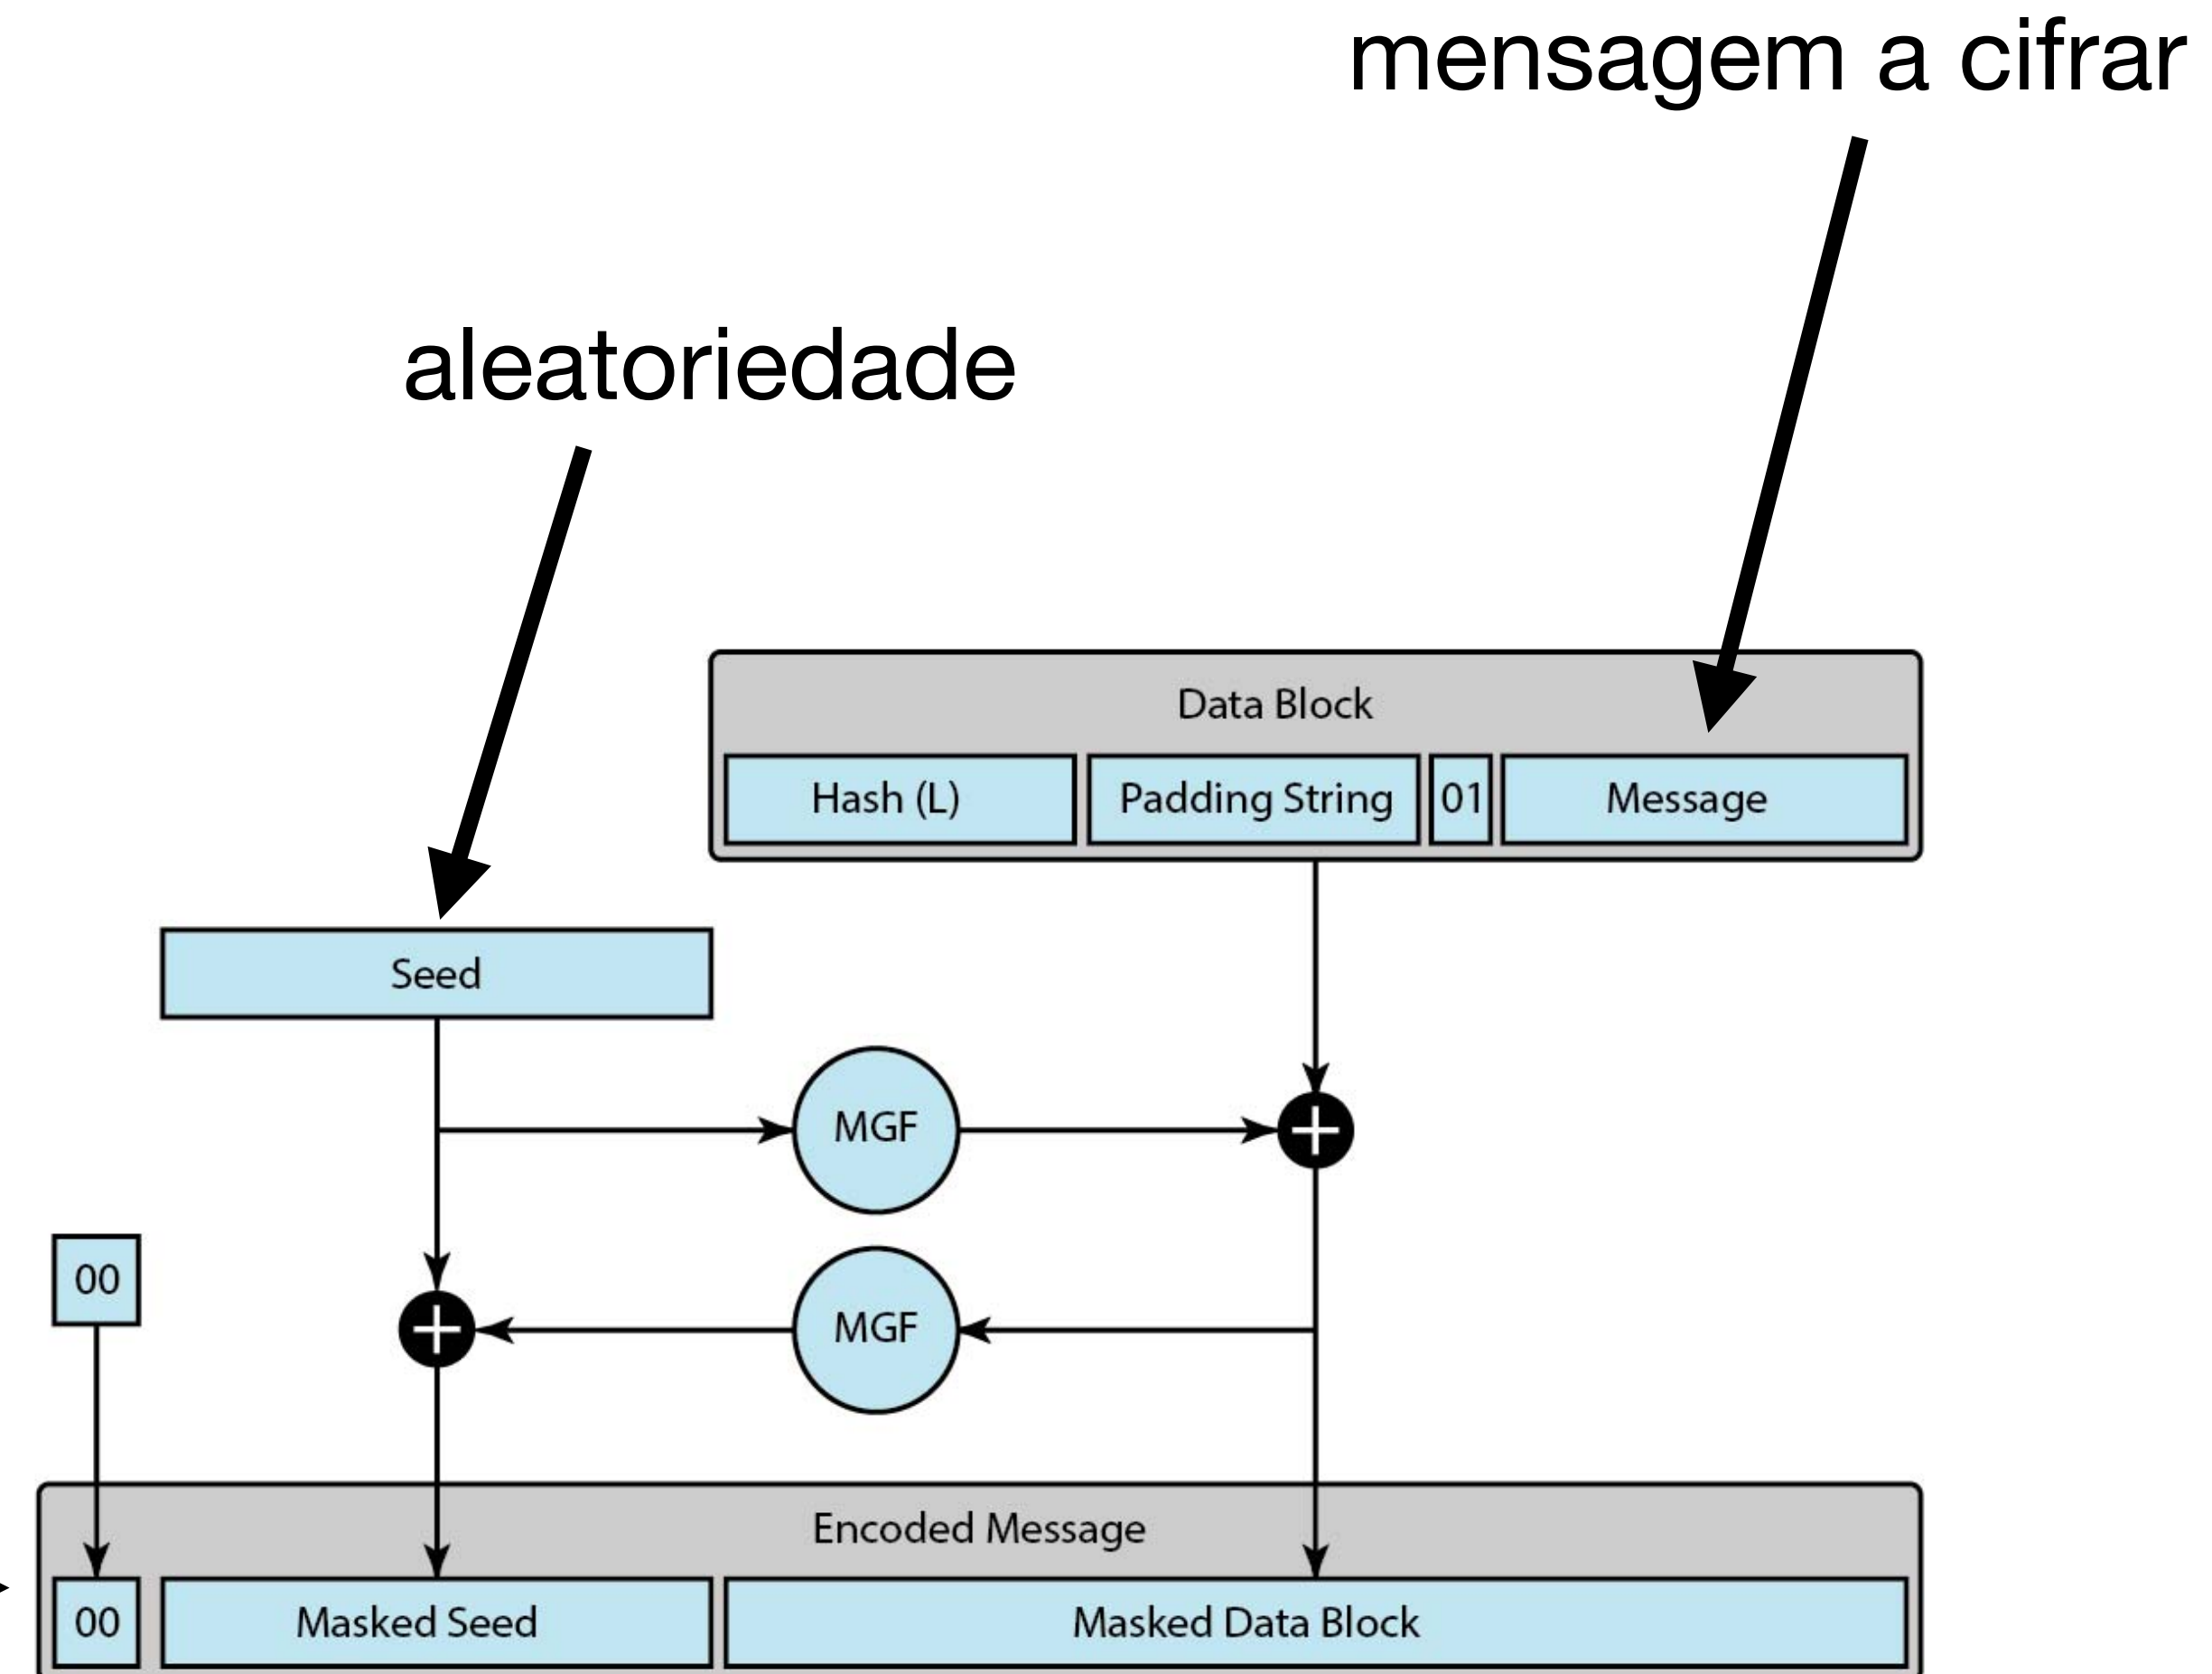 mensagem a cifrar
aleatoriedade
Data Block
Hash (L) Padding String 01 Message
Seed
MGF
00
MGF
Encoded Message
00 Masked Seed Masked Data Block